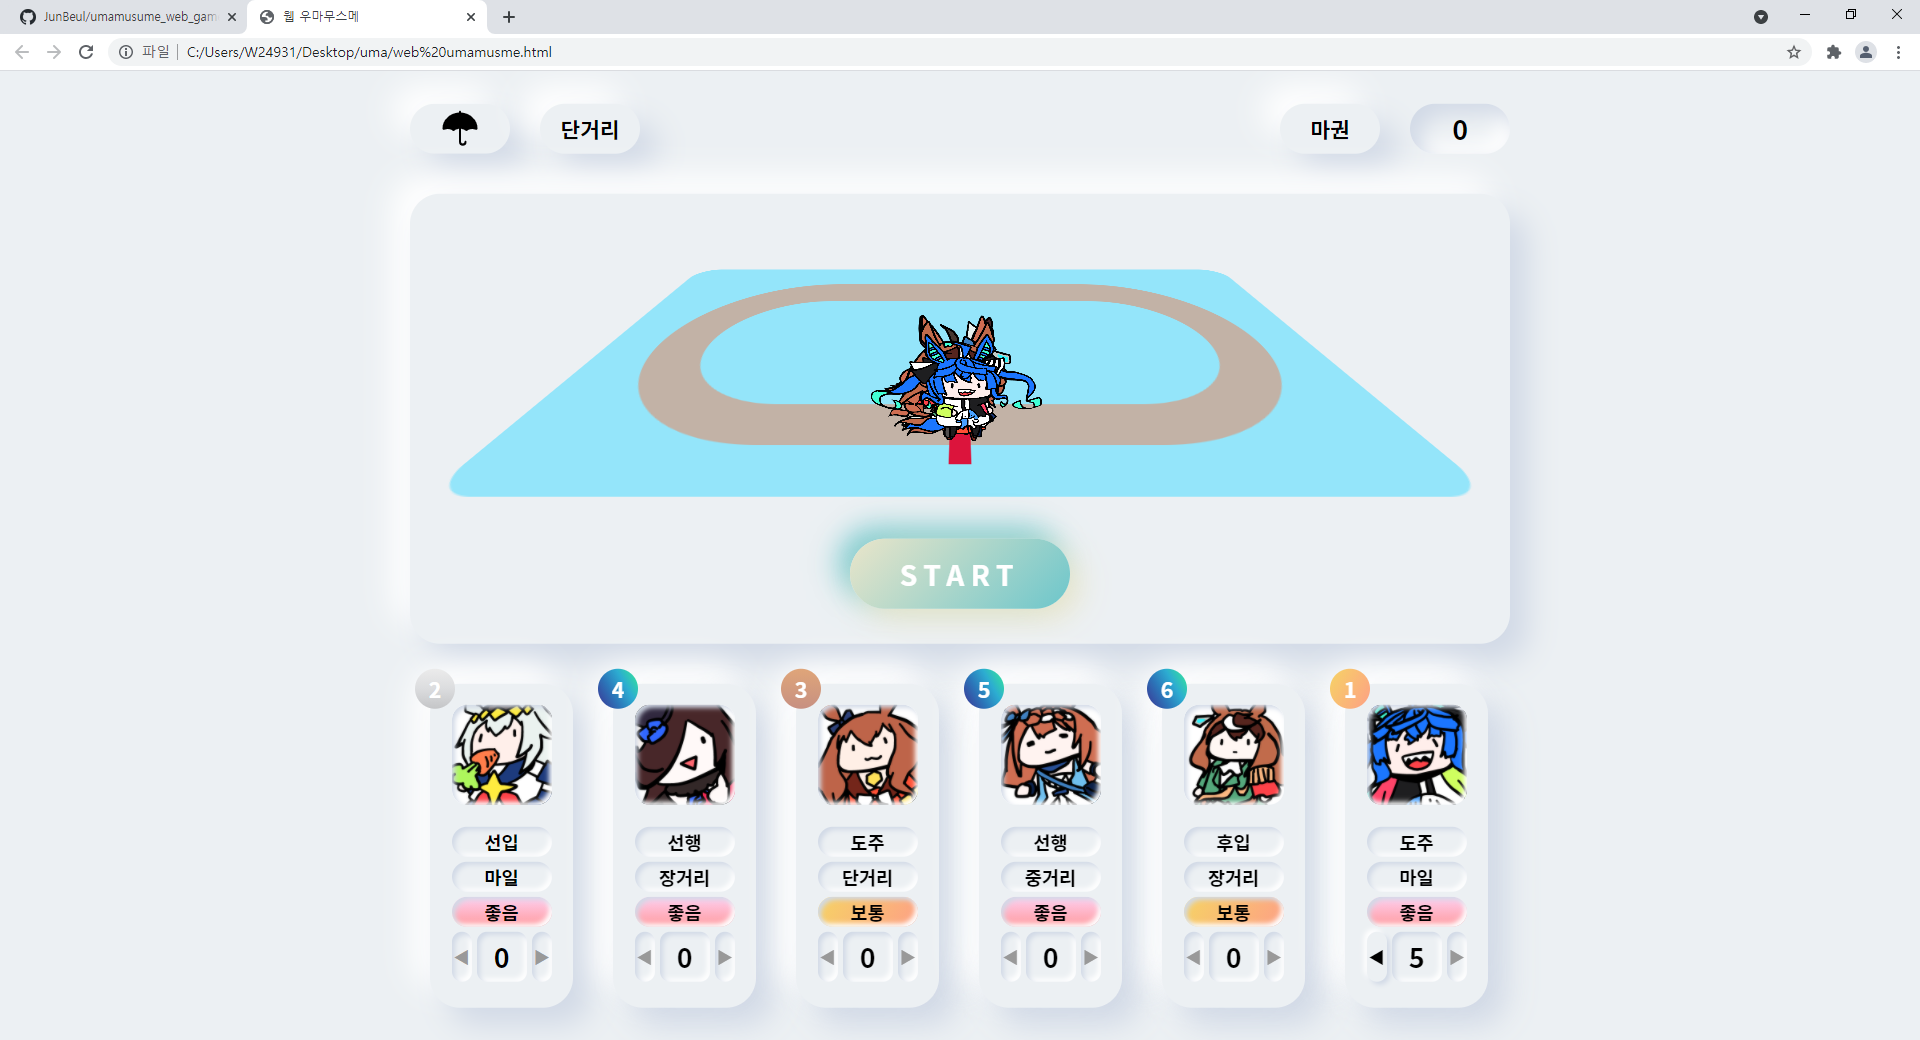 JunBeul/umamusume_web_gam
웹 우마무스메
파일
C:/Users/W24931/Desktop/uma/web%20umamusme.html
단거리
마권
0
START
2
4
3
5
6
1
선입
선행
도주
선행
후입
도주
마일
장거리
단거리
중거리
장거리
마일
좋음
좋음
보통
좋음
보통
좋음
0
0
0
0
0
5